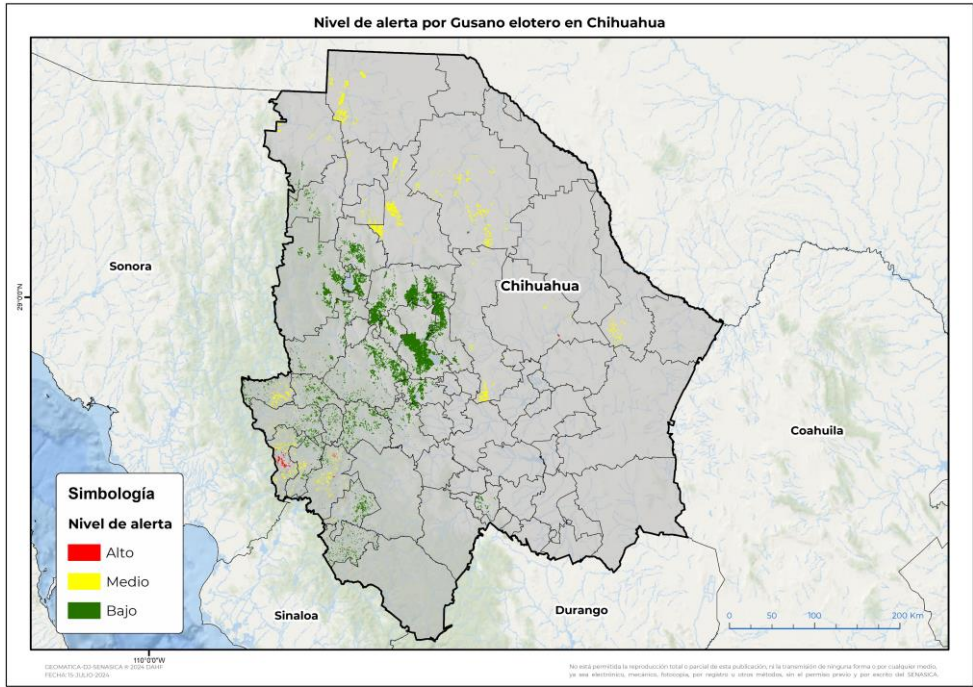 Nivel de alerta por Gusano elotero en Chihuahua
Sonora
Chihuahua
29°0'0"N
Coahuila
Simbología
Nivel de alerta
Alto
Medio
Bajo
Sinaloa
Durango
0 50 100 200 Km
110°0'0"W
GEOMATICA-DJ-SENASICA ® 2024 DAHF
FECHA: 15-JULIO-2024
No está permitida la reproducción total o parcial de esta publicación, ni la transmisión de ninguna forma o por cualquier medio,
ya sea electrónico, mecánico, fotocopia, por registro u otros métodos, sin el permiso previo y por escrito del SENASICA.